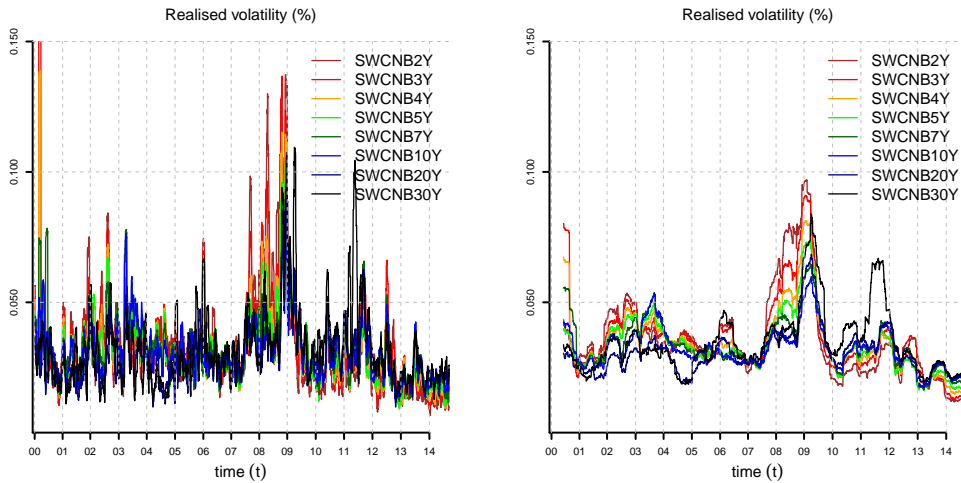 Realised volatility (%)
0.150
0.100
0.050
SWCNB2Y
SWCNB3Y
SWCNB4Y
SWCNB5Y
SWCNB7Y
SWCNB10Y
SWCNB20Y
SWCNB30Y
00 01 02 03 04 05 06 07 08 09 10 11 12 13 14
time (t)
Realised volatility (%)
0.150
0.100
0.050
SWCNB2Y
SWCNB3Y
SWCNB4Y
SWCNB5Y
SWCNB7Y
SWCNB10Y
SWCNB20Y
SWCNB30Y
00 01 02 03 04 05 06 07 08 09 10 11 12 13 14
time (t)